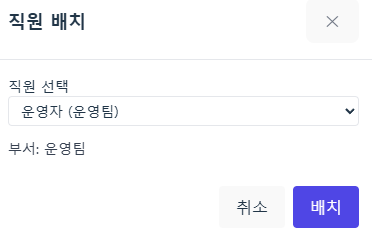 직원 배치
직원 선택
운영자 (운영팀)
부서: 운영팀
취소
배치